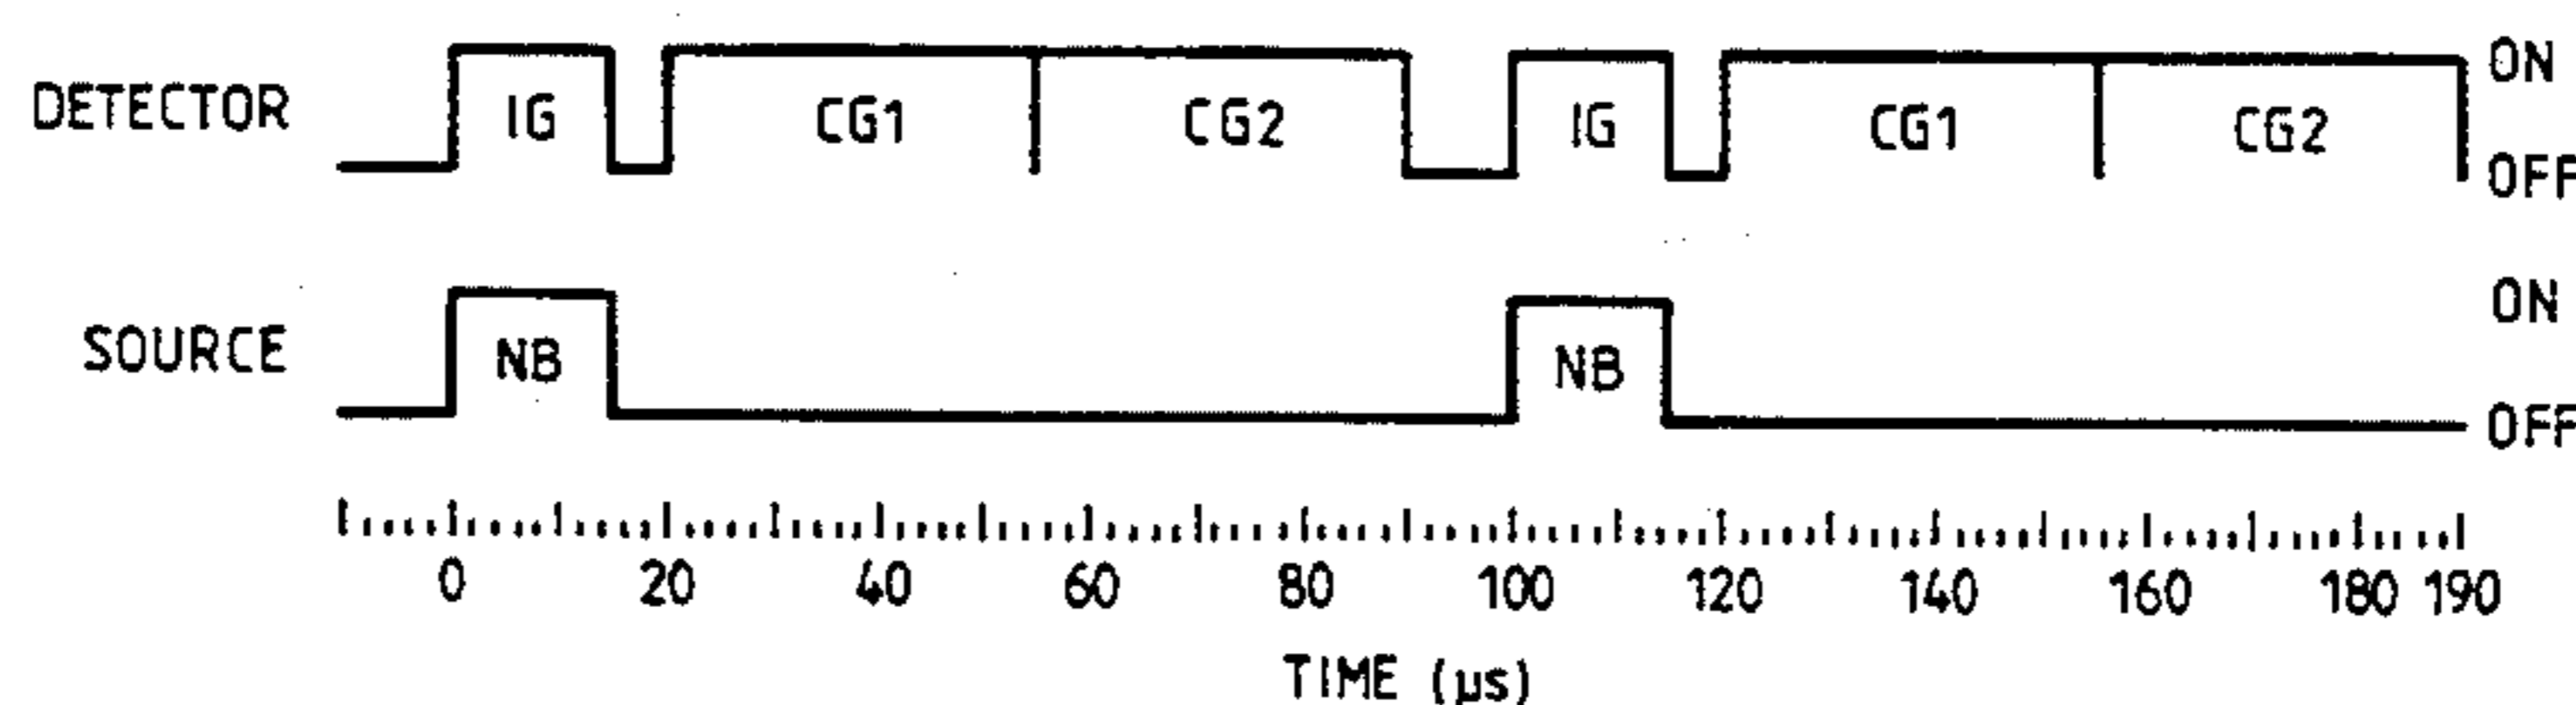 DETECTOR IG CG1 CG2 IG CG1 CG2 ON
OFF
SOURCE NB NB ON
OFF
0 20 40 60 80 100 120 140 160 180 190
TIME (µs)